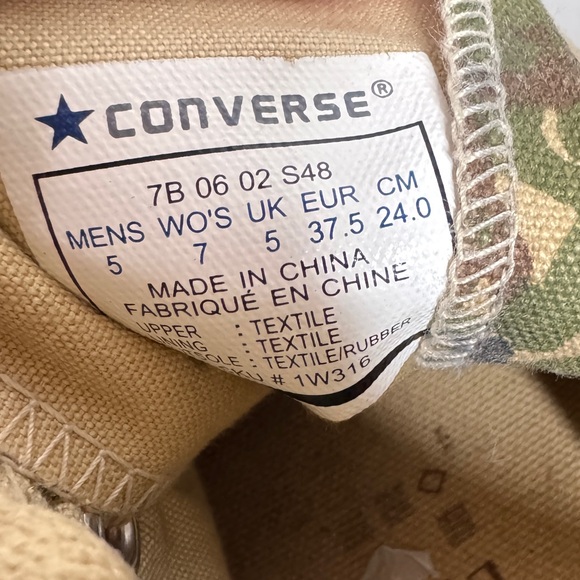 CONVERSE®
7B 06 02 S48
MENS WO'S UK EUR CM
5 7 5 37.5 24.0
MADE IN CHINA
FABRIQUÉ EN CHINE
UPPER : TEXTILE
: TEXTILE
: TEXTILE/RUBBER
# 1W316